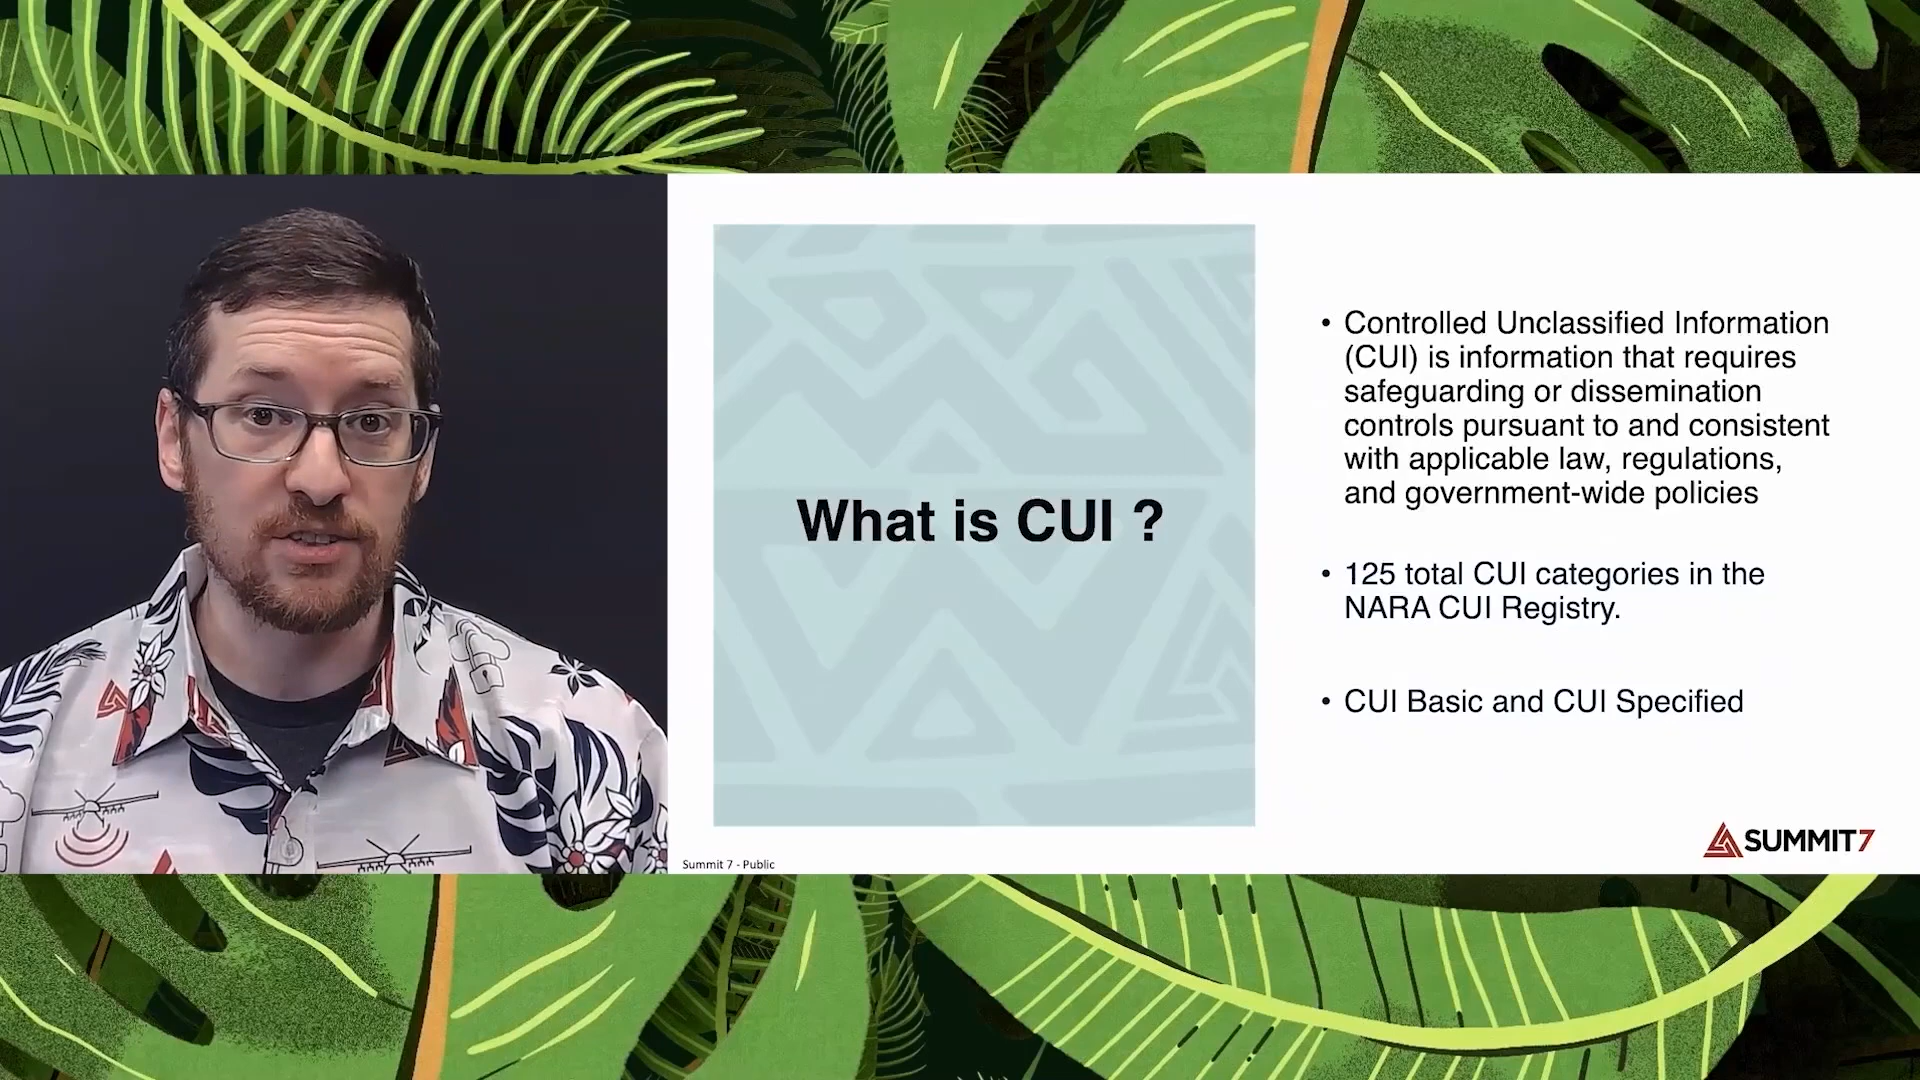 What is CUI ?
• Controlled Unclassified Information
(CUI) is information that requires
safeguarding or dissemination
controls pursuant to and consistent
with applicable law, regulations,
and government-wide policies
• 125 total CUI categories in the
NARA CUI Registry.
• CUI Basic and CUI Specified
SUMMIT7
Summit 7 - Public